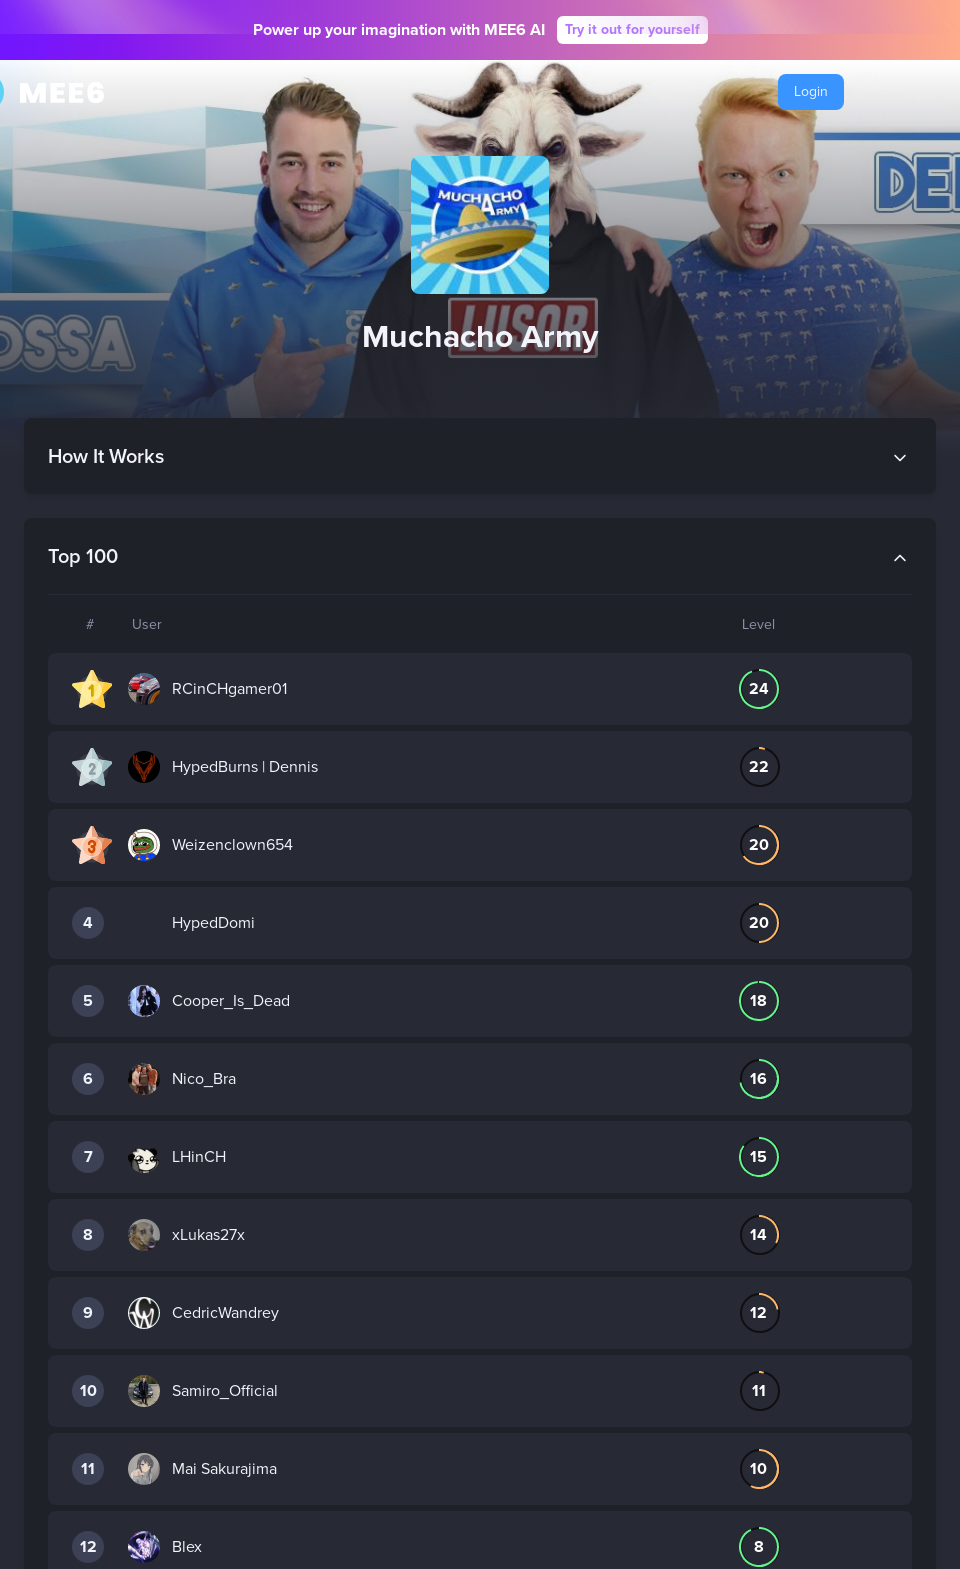 Power up your imagination with MEE6 AI Try it out for yourself
MEE6 Login
MUCHACHO
ARMY
OSSA
LUSOR
Muchacho Army
How It Works
Top 100
# User Level
1 RCinCHgamer01 24
2 HypedBurns | Dennis 22
3 Weizenclown654 20
4 HypedDomi 20
5 Cooper_Is_Dead 18
6 Nico_Bra 16
7 LHinCH 15
8 xLukas27x 14
9 CedricWandrey 12
10 Samiro_Official 11
11 Mai Sakurajima 10
12 Blex 8